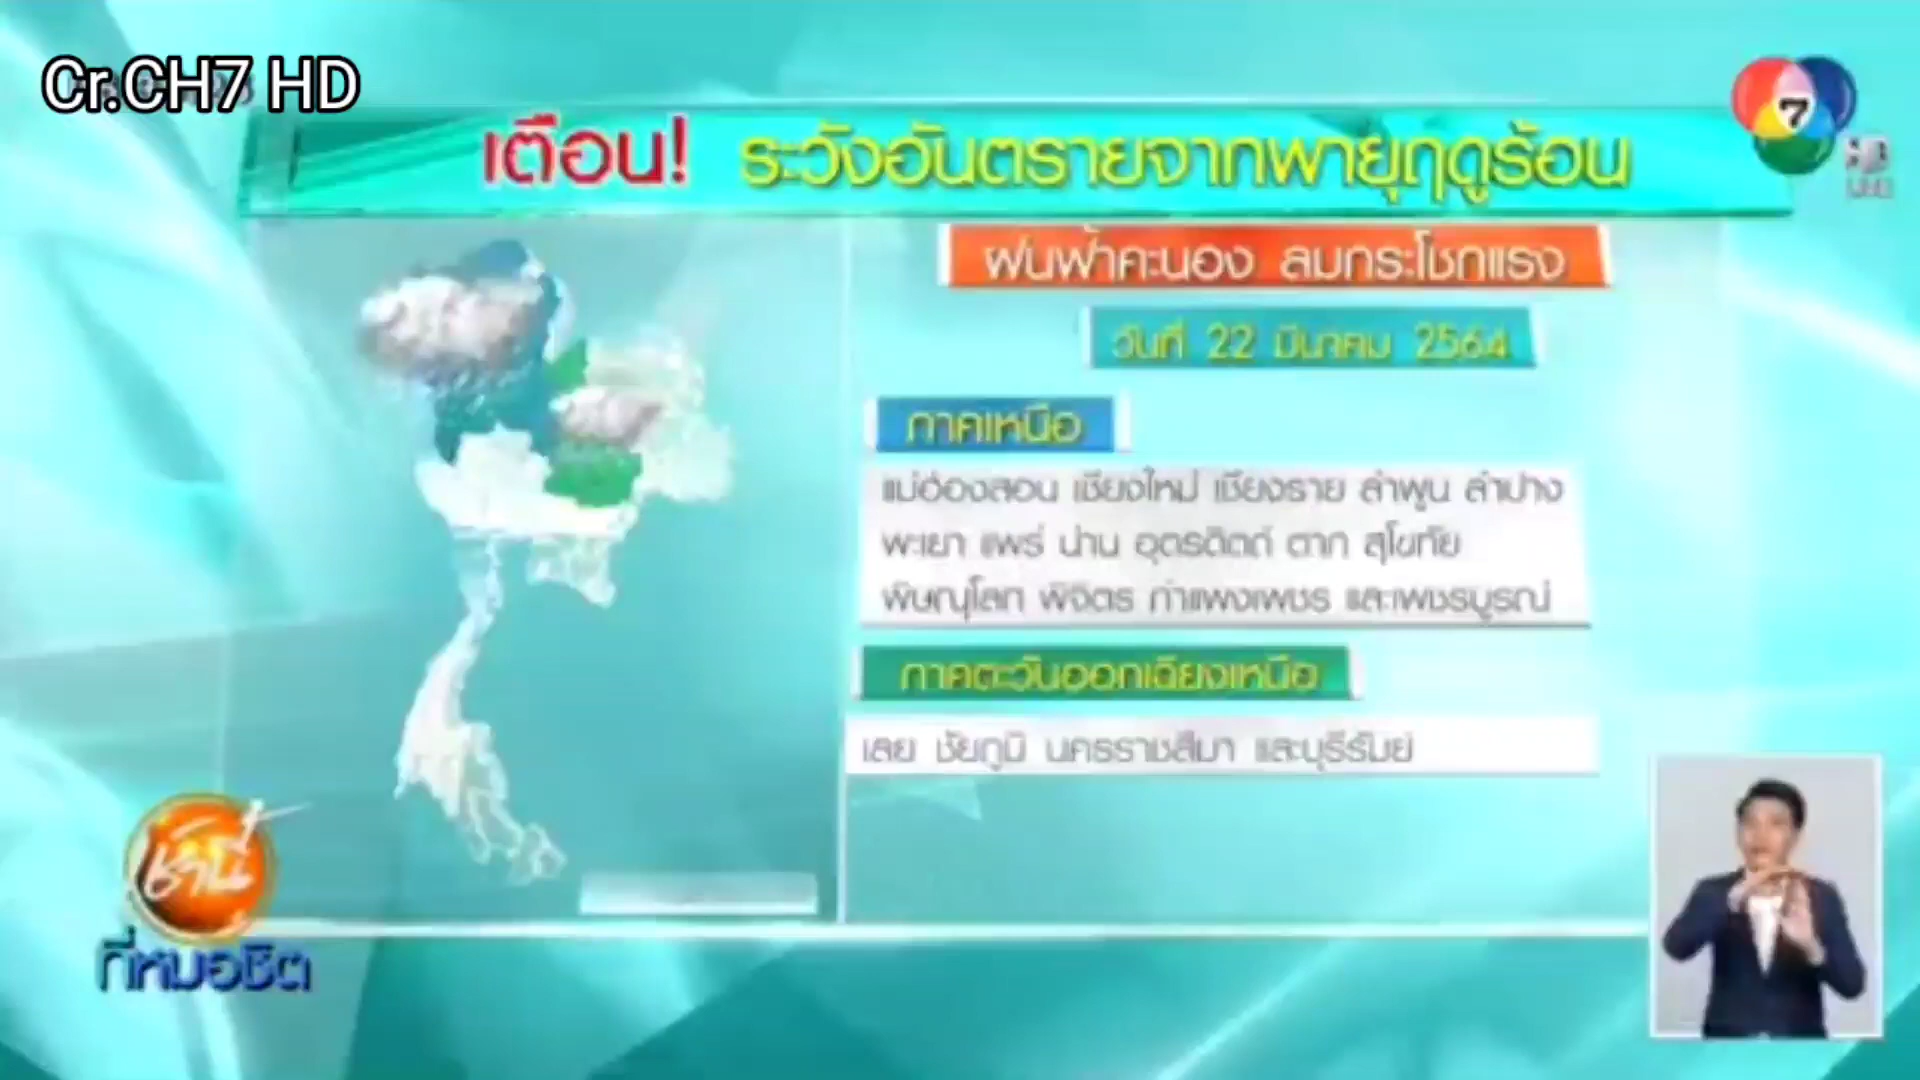 Cr.CH7 HD
7
เตือน! ระวังอันตรายจากพายุฤดูร้อน
ฝนฟ้าคะนอง ลมกระโชกแรง
วันที่ 22 มีนาคม 2564
ภาคเหนือ
แม่ฮ่องสอน เชียงใหม่ เชียงราย ลำพูน ลำปาง
พะเยา แพร่ น่าน อุตรดิตถ์ ตาก สุโขทัย
พิษณุโลก พิจิตร กำแพงเพชร และเพชรบูรณ์
ภาคตะวันออกเฉียงเหนือ
เลย ชัยภูมิ นครราชสีมา และบุรีรัมย์
เช้านี้
ที่หมอชิต